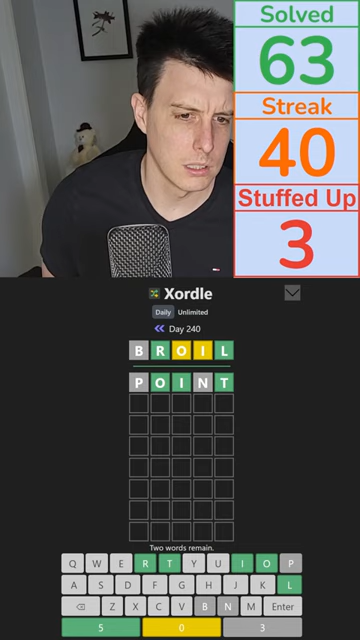 Solved
63
Streak
40
Stuffed Up
3
Xordle
Daily Unlimited
Day 240
B R O I L
P O I N T
Two words remain.
Q W E R T Y U I O P
A S D F G H J K L
Z X C V B N M Enter
5 0 3